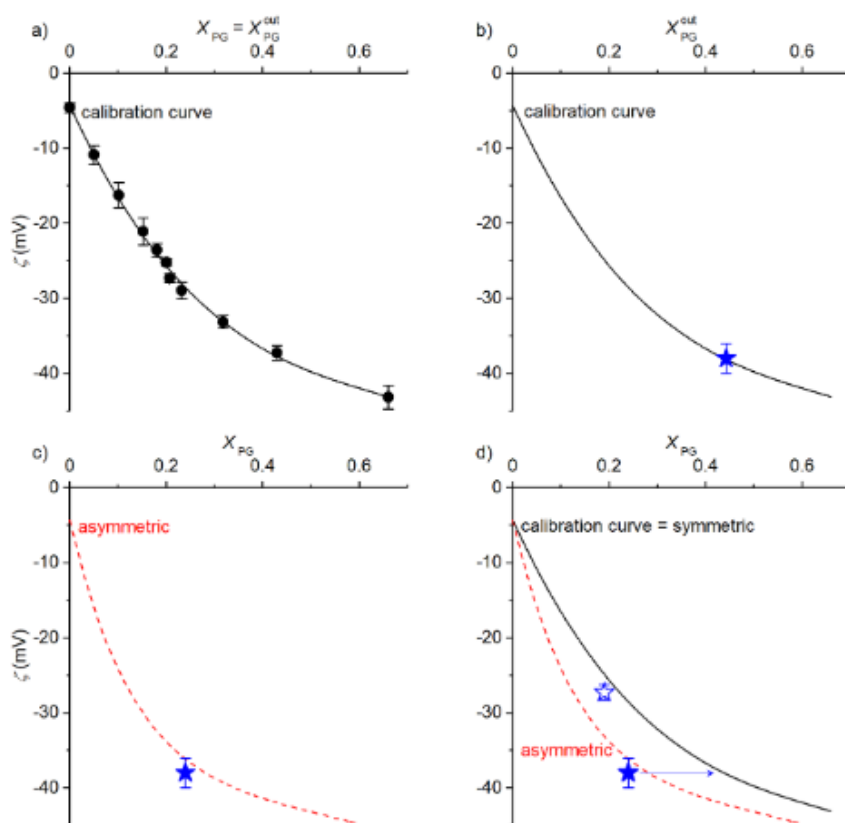 a)
X_PG = X_PG^out
0 0.2 0.4 0.6
0
-10
-20
-30
-40
ζ (mV)
calibration curve
b)
X_PG^out
0 0.2 0.4 0.6
0
-10
-20
-30
-40
calibration curve
c)
X_PG
0 0.2 0.4 0.6
0
-10
-20
-30
-40
ζ (mV)
asymmetric
d)
X_PG
0 0.2 0.4 0.6
0
-10
-20
-30
-40
calibration curve = symmetric
asymmetric